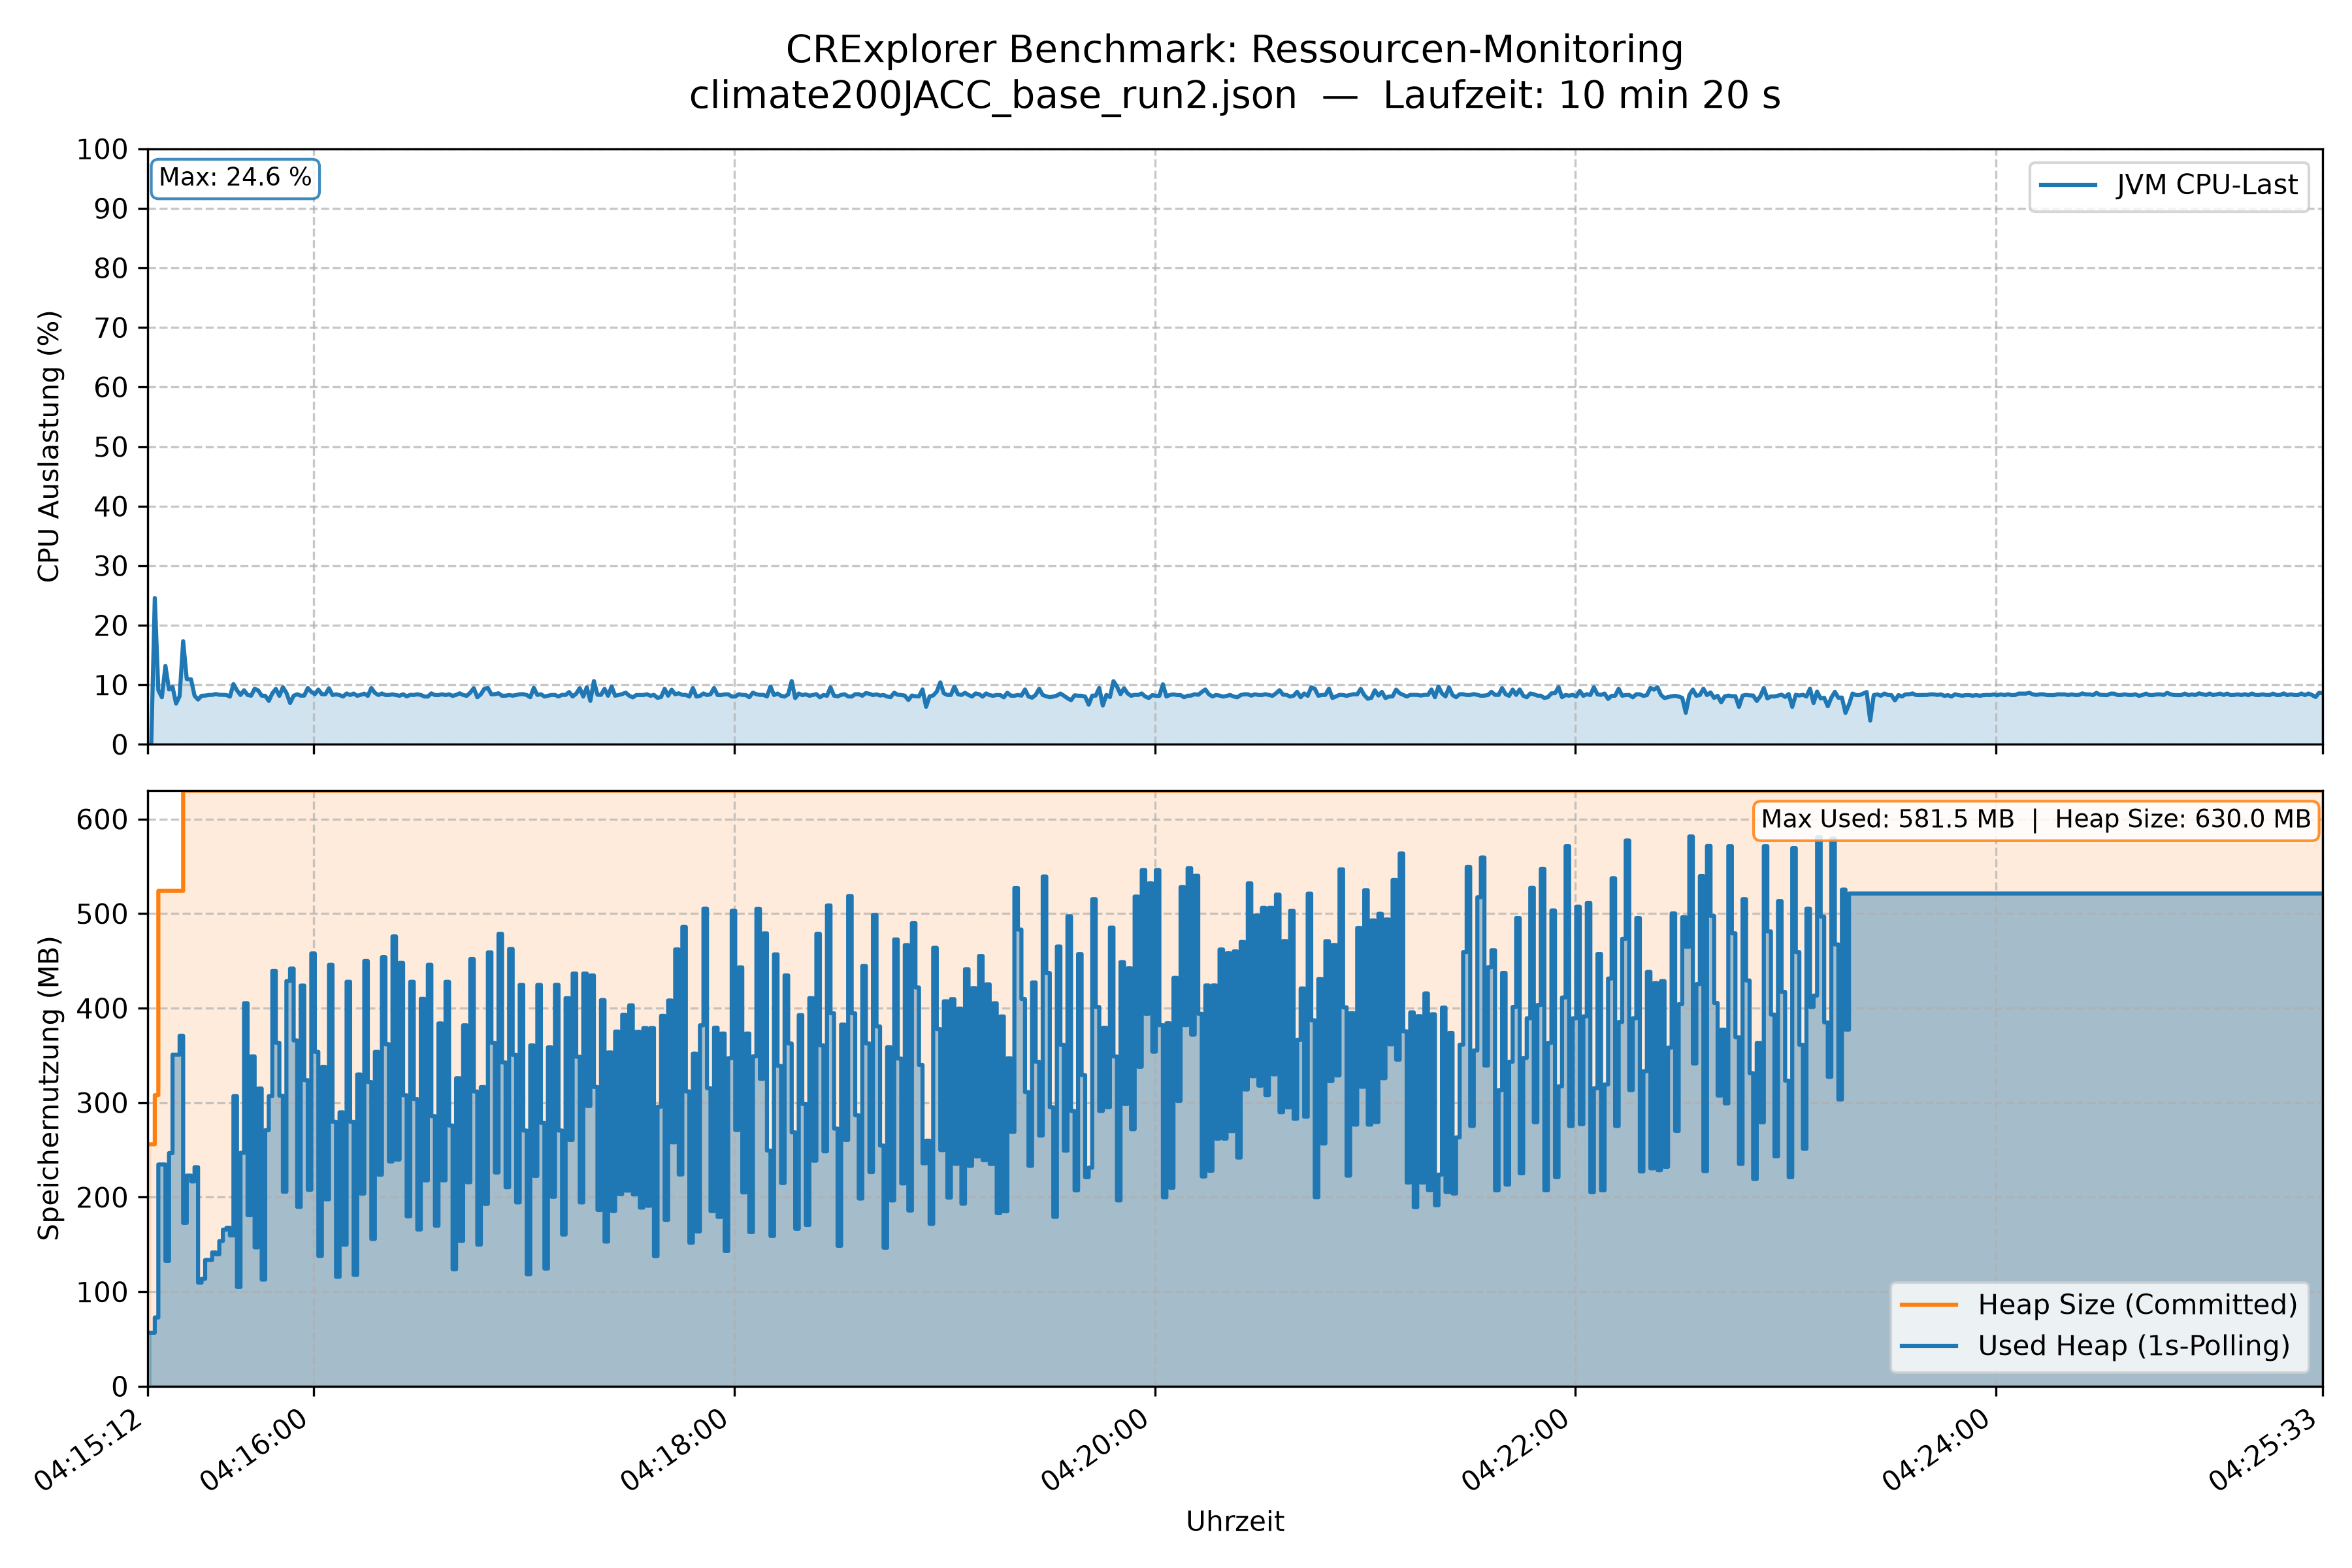 CRExplorer Benchmark: Ressourcen-Monitoring
climate200JACC_base_run2.json — Laufzeit: 10 min 20 s
CPU Auslastung (%)
100
90
80
70
60
50
40
30
20
10
0
Max: 24.6 %
JVM CPU-Last
Speichernutzung (MB)
600
500
400
300
200
100
0
Max Used: 581.5 MB | Heap Size: 630.0 MB
Heap Size (Committed)
Used Heap (1s-Polling)
04:15:12
04:16:00
04:18:00
04:20:00
04:22:00
04:24:00
04:25:33
Uhrzeit